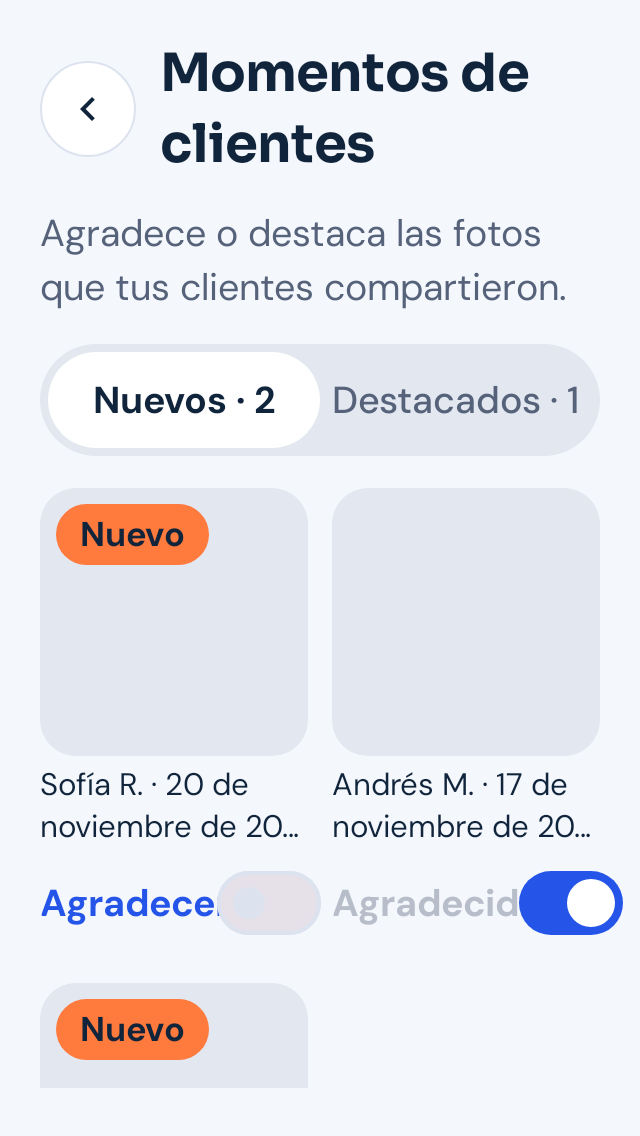 Momentos de
clientes
Agradece o destaca las fotos
que tus clientes compartieron.
Nuevos · 2
Destacados · 1
Nuevo
Sofía R. · 20 de
noviembre de 20...
Andrés M. · 17 de
noviembre de 20...
Agradece
Agradecid
Nuevo